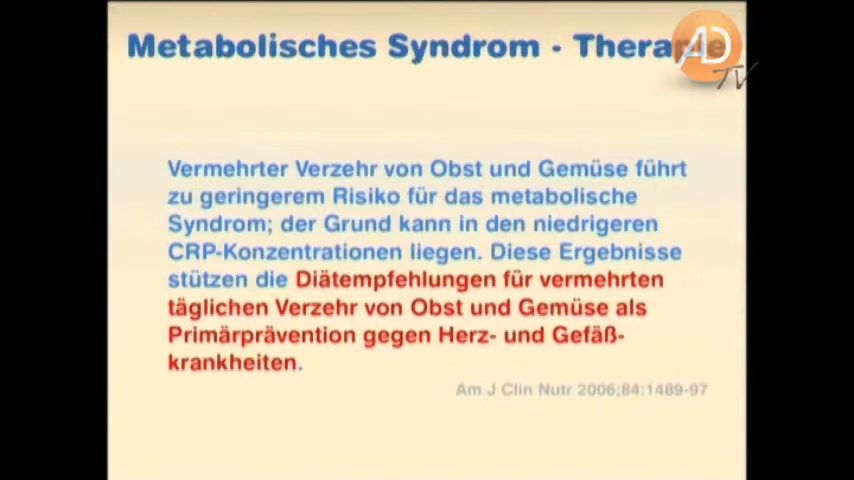 Metabolisches Syndrom - Therapie
AD
TV
Vermehrter Verzehr von Obst und Gemüse führt
zu geringerem Risiko für das metabolische
Syndrom; der Grund kann in den niedrigeren
CRP-Konzentrationen liegen. Diese Ergebnisse
stützen die Diätempfehlungen für vermehrten
täglichen Verzehr von Obst und Gemüse als
Primärprävention gegen Herz- und Gefäß-
krankheiten.
Am J Clin Nutr 2006;84:1489-97